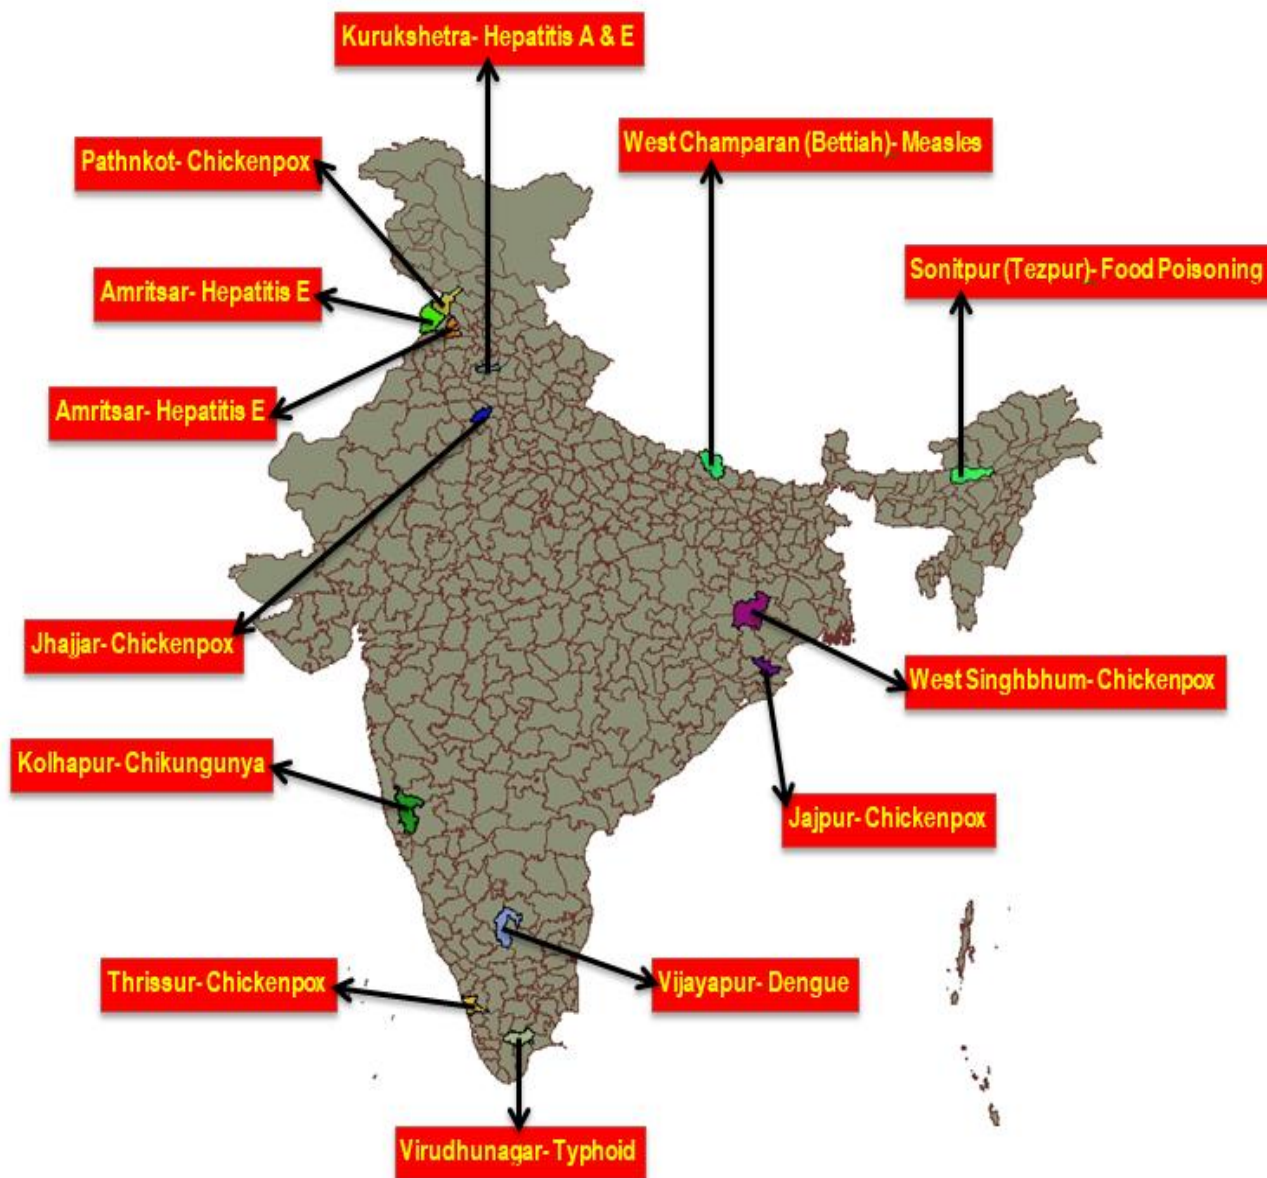 Kurukshetra- Hepatitis A & E
West Champaran (Bettiah)- Measles
Pathnkot- Chickenpox
Sonitpur (Tezpur)- Food Poisoning
Amritsar- Hepatitis E
Amritsar- Hepatitis E
Jhajjar- Chickenpox
West Singhbhum- Chickenpox
Kolhapur- Chikungunya
Jajpur- Chickenpox
Thrissur- Chickenpox
Vijayapur- Dengue
Virudhunagar- Typhoid